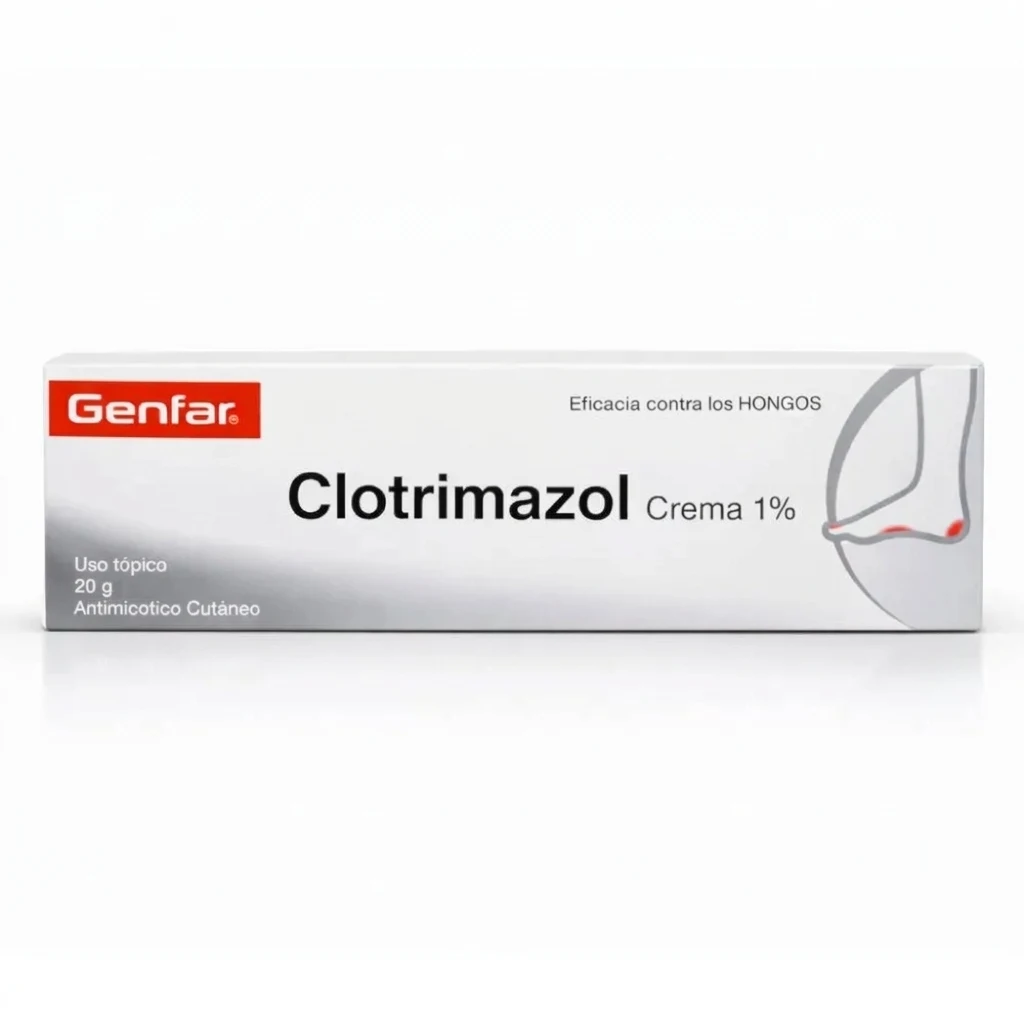 Genfar®
Eficacia contra los HONGOS
Clotrimazol Crema 1%
Uso tópico
20 g
Antimicotico Cutáneo